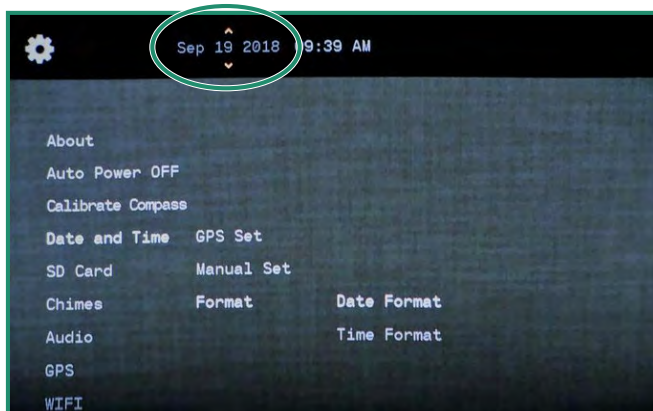 Sep 19 2018 09:39 AM
About
Auto Power OFF
Calibrate Compass
Date and Time GPS Set
SD Card Manual Set
Chimes Format Date Format
Audio Time Format
GPS
WIFI